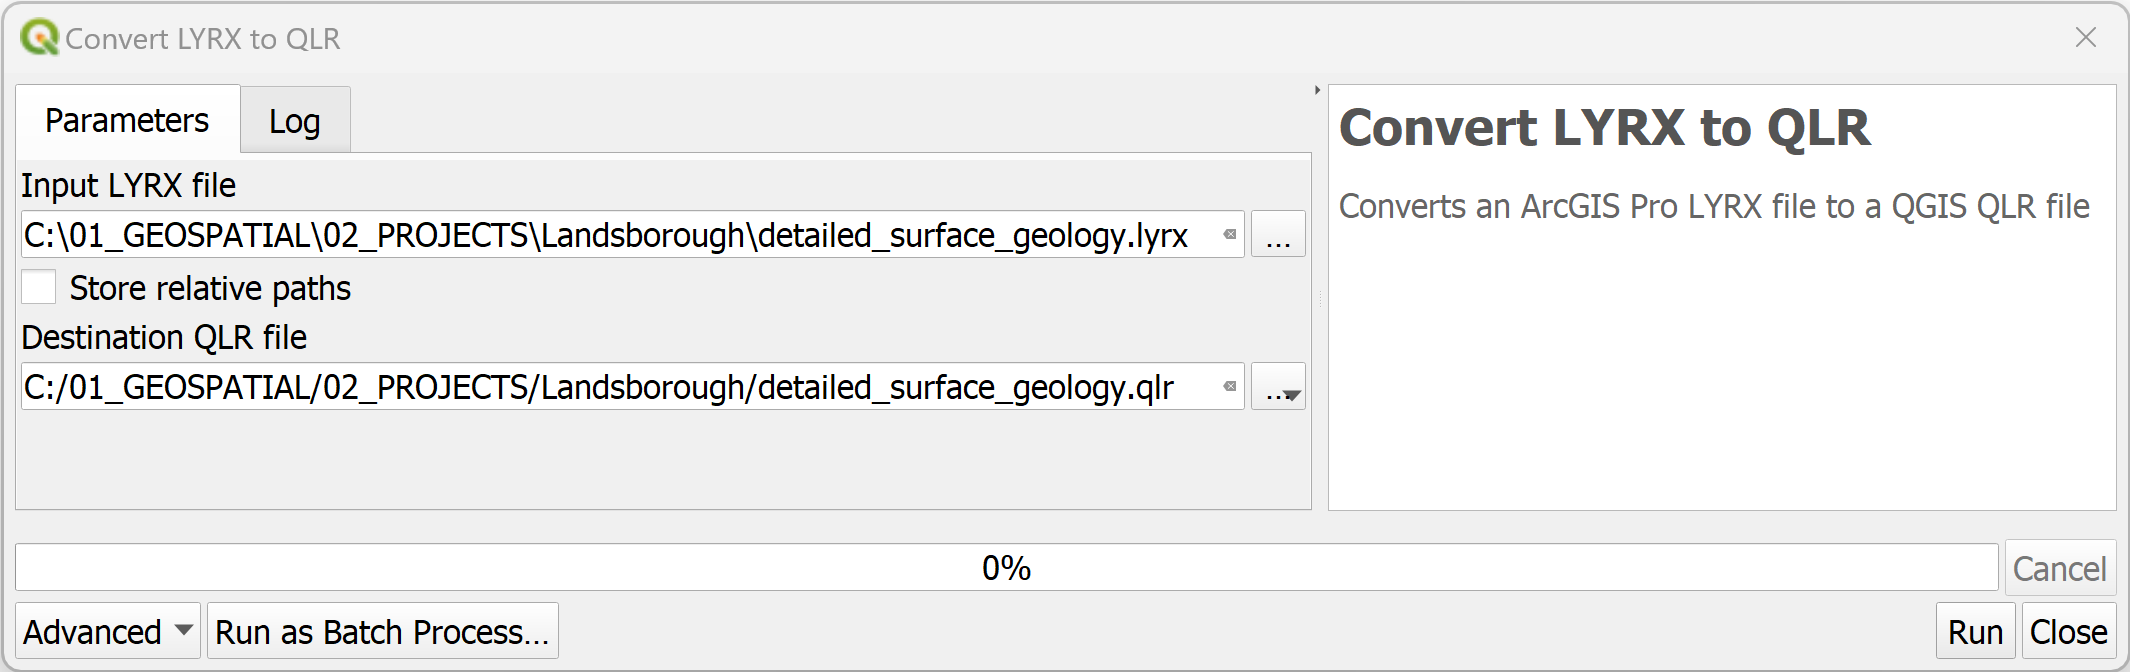 Convert LYRX to QLR
Parameters
Log
Input LYRX file
C:\01_GEOSPATIAL\02_PROJECTS\Landsborough\detailed_surface_geology.lyrx
...
Store relative paths
Destination QLR file
C:/01_GEOSPATIAL/02_PROJECTS/Landsborough/detailed_surface_geology.qlr
...
Convert LYRX to QLR
Converts an ArcGIS Pro LYRX file to a QGIS QLR file
0%
Cancel
Advanced
Run as Batch Process...
Run
Close